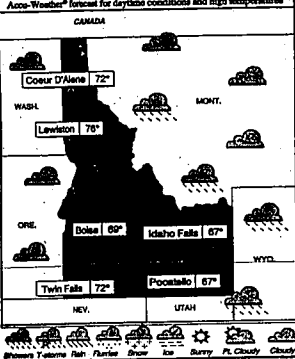 Accu-Weather® forecast for daytime conditions and high temperatures
CANADA
Coeur D'Alene 72°
WASH.
MONT.
Lewiston 76°
ORE.
Boise 69°
Idaho Falls 67°
WYO.
Twin Falls 72°
Pocatello 67°
NEV.
UTAH
Showers T-storms Rain Flurries Snow Ice Sunny Pt. Cloudy Cloudy